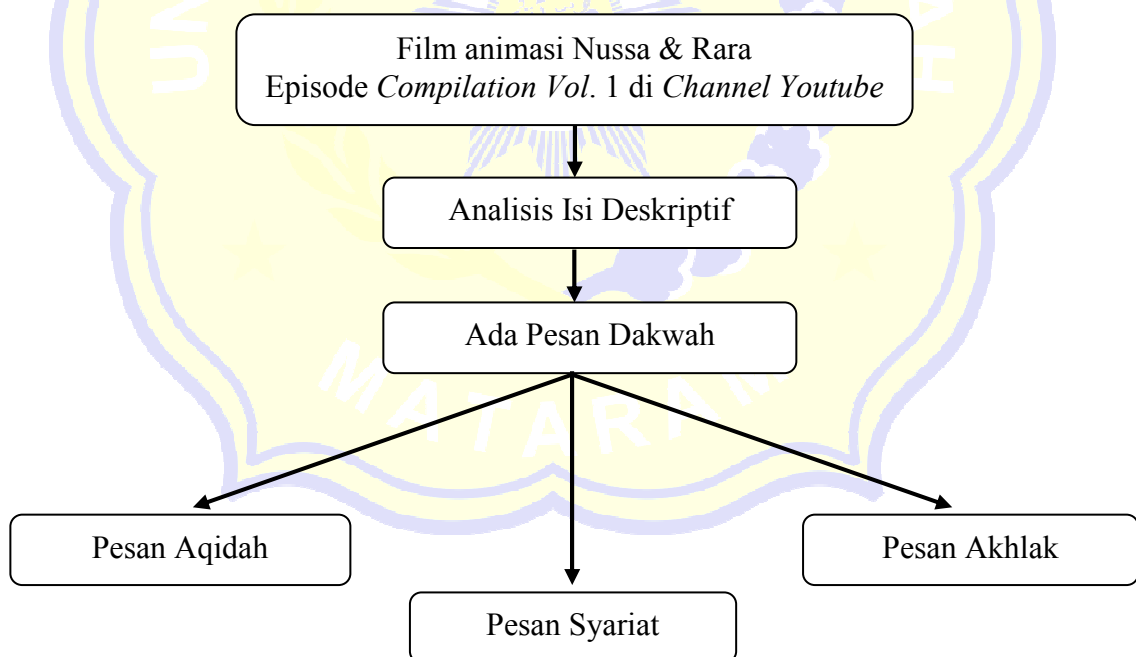 Film animasi Nussa & Rara
Episode Compilation Vol. 1 di Channel Youtube
Analisis Isi Deskriptif
Ada Pesan Dakwah
Pesan Aqidah
Pesan Akhlak
Pesan Syariat
MATARAM